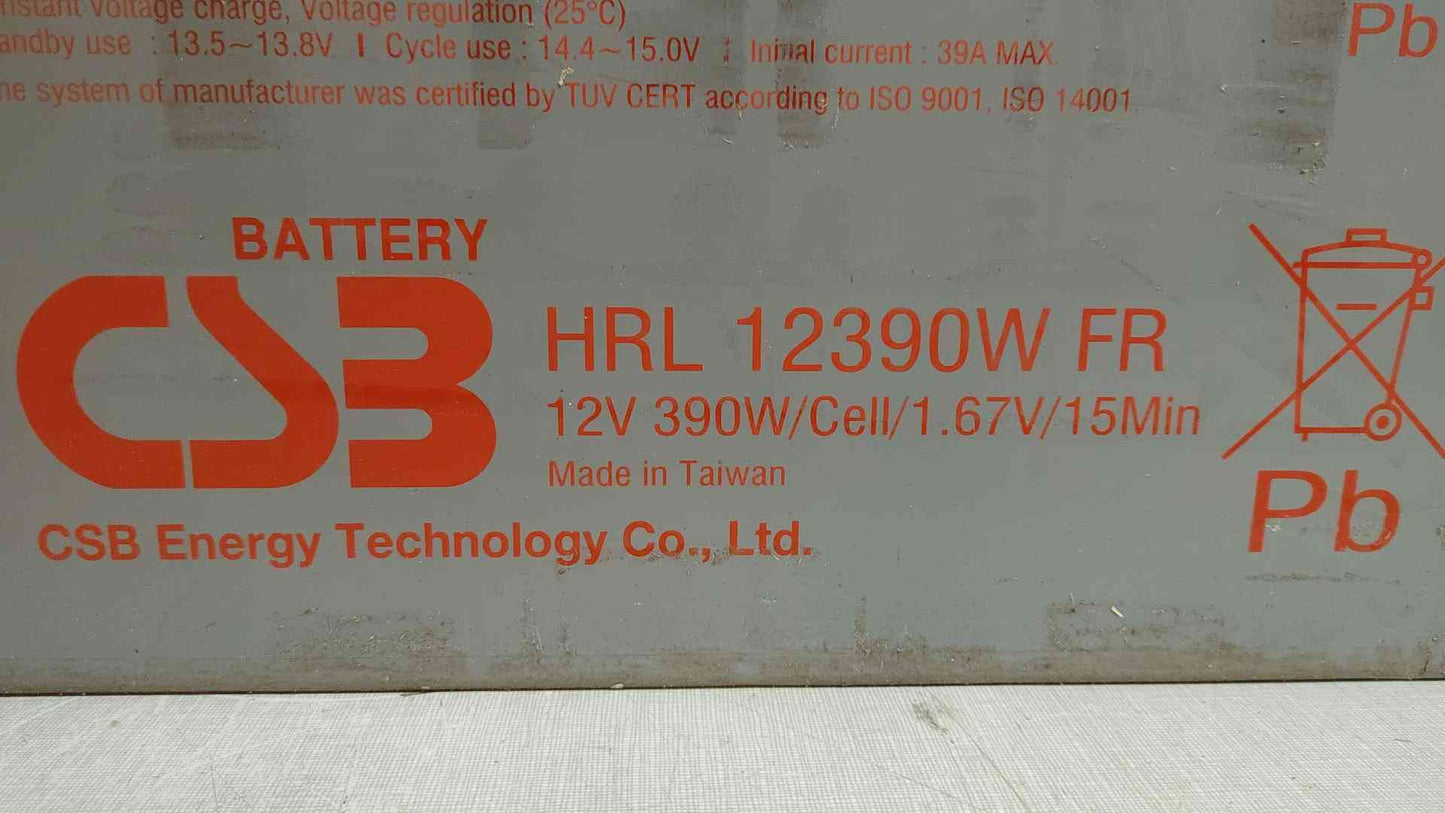 nstant voltage charge, Voltage regulation (25°C)
andby use : 13.5~13.8V I Cycle use : 14.4~15.0V I Initial current : 39A MAX.
he system of manufacturer was certified by TUV CERT according to ISO 9001, ISO 14001.
Pb
BATTERY
CSB
HRL 12390W FR
12V 390W/Cell/1.67V/15Min
Made in Taiwan
CSB Energy Technology Co., Ltd.
Pb